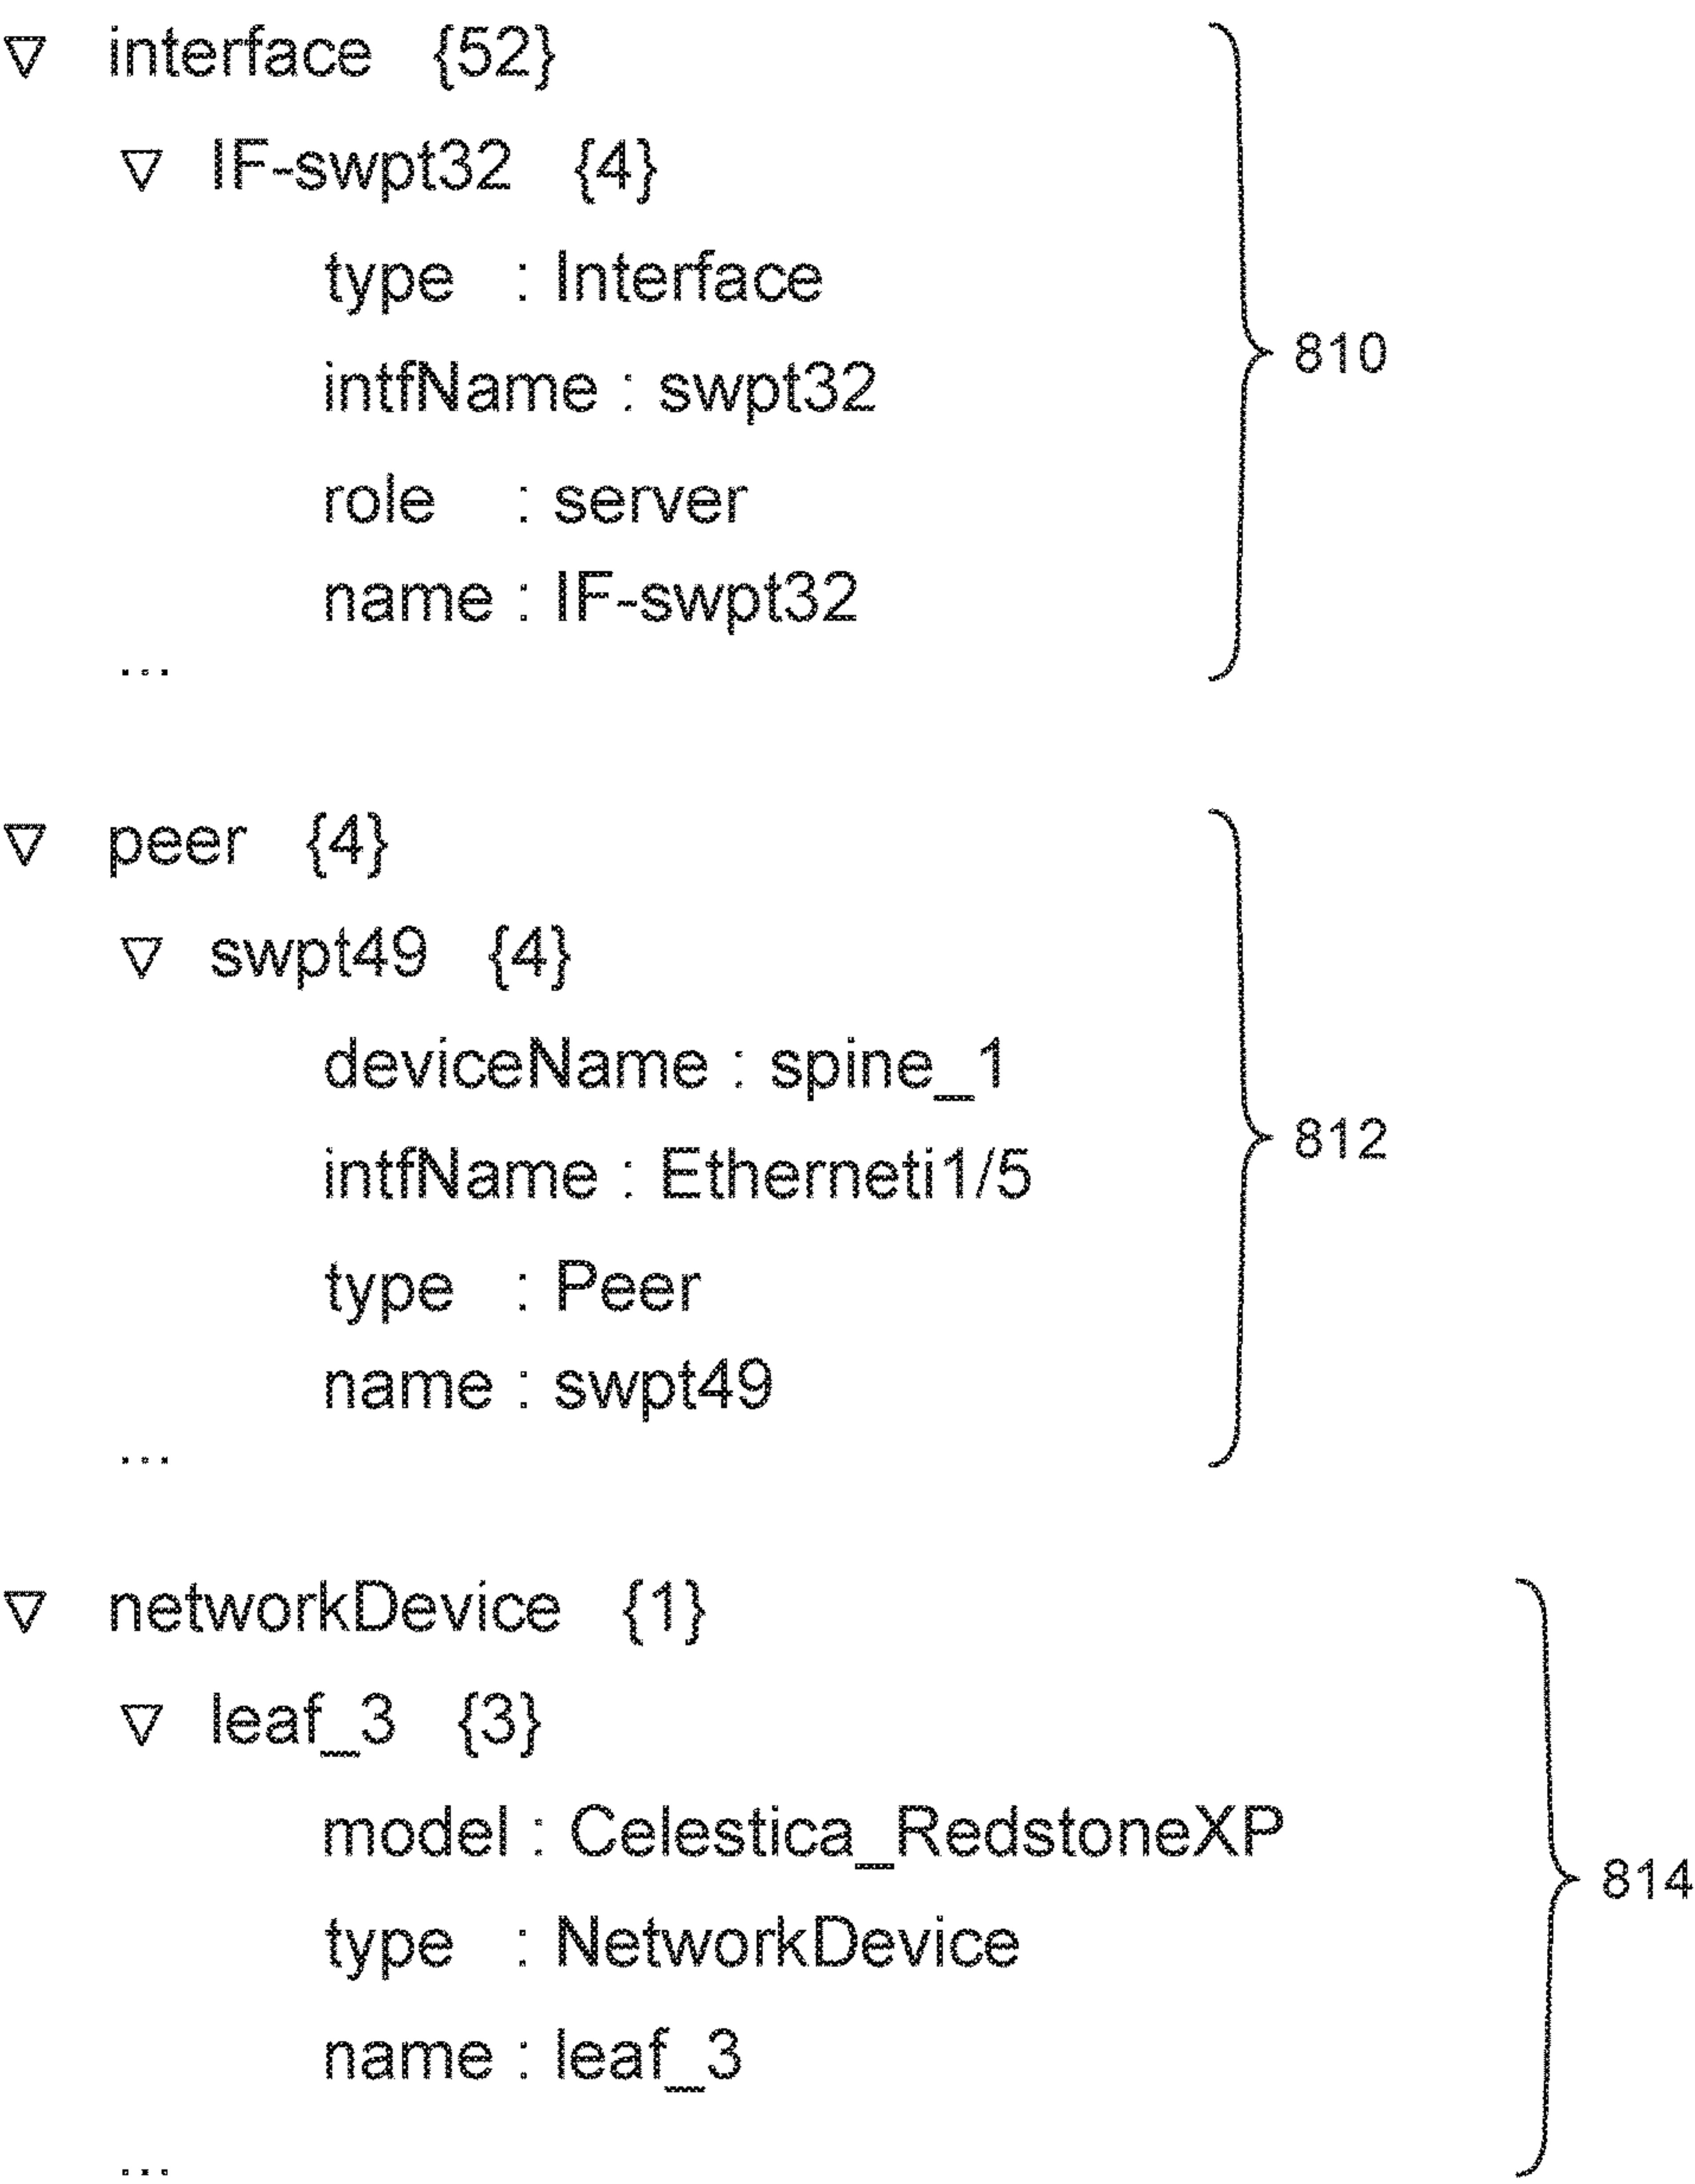 ▽ interface {52}
▽ IF-swpt32 {4}
type : Interface
intfName : swpt32
role : server
name : IF-swpt32
...
810
▽ peer {4}
▽ swpt49 {4}
deviceName : spine_1
intfName : Etherneti1/5
type : Peer
name : swpt49
...
812
▽ networkDevice {1}
▽ leaf_3 {3}
model : Celestica_RedstoneXP
type : NetworkDevice
name : leaf_3
...
814